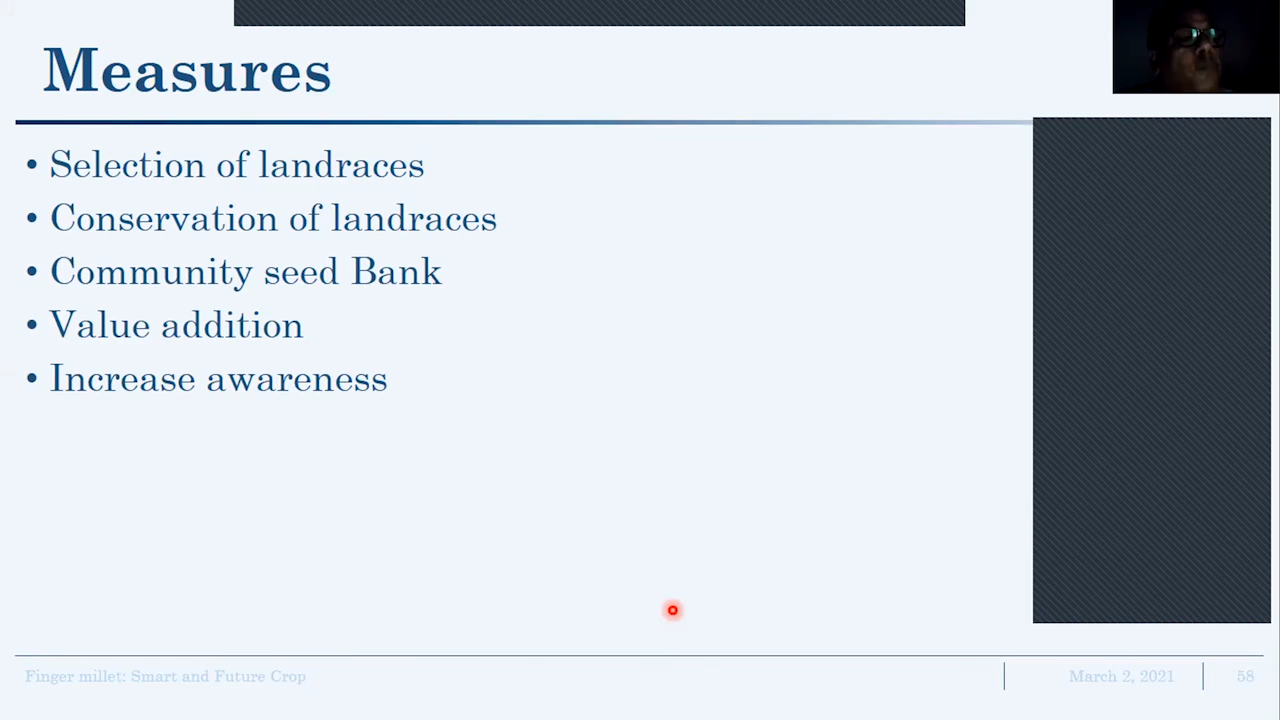 Measures
• Selection of landraces
• Conservation of landraces
• Community seed Bank
• Value addition
• Increase awareness
Finger millet: Smart and Future Crop
March 2, 2021
58